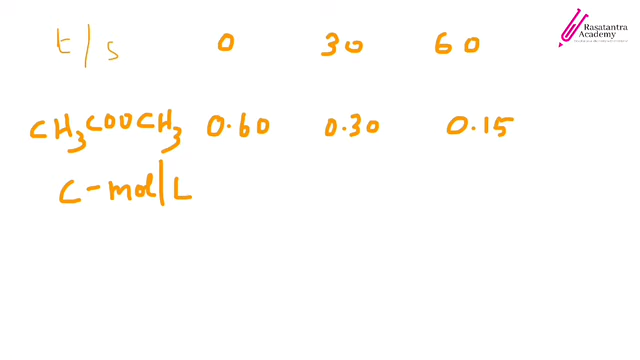 t/s 0 30 60
Rasatantra
Academy
CH3COOCH3 0.60 0.30 0.15
C-mol/L